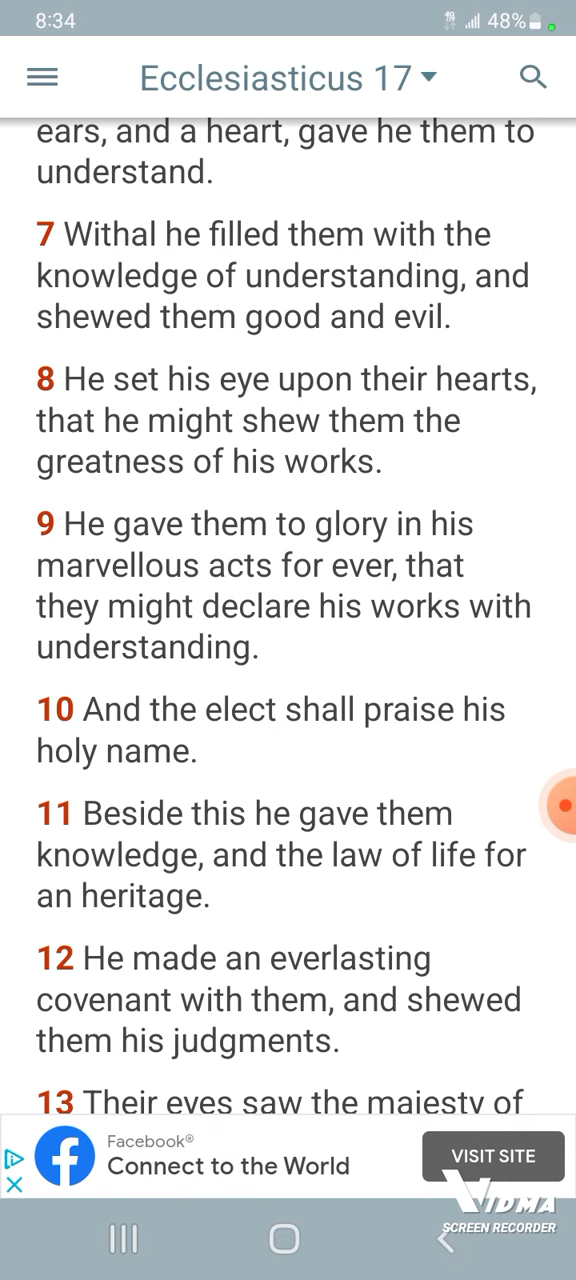 8:34
48%
Ecclesiasticus 17
ears, and a heart, gave he them to
understand.
7 Withal he filled them with the
knowledge of understanding, and
shewed them good and evil.
8 He set his eye upon their hearts,
that he might shew them the
greatness of his works.
9 He gave them to glory in his
marvellous acts for ever, that
they might declare his works with
understanding.
10 And the elect shall praise his
holy name.
11 Beside this he gave them
knowledge, and the law of life for
an heritage.
12 He made an everlasting
covenant with them, and shewed
them his judgments.
13 Their eyes saw the majesty of
Facebook®
Connect to the World
VISIT SITE
VIDMA
SCREEN RECORDER